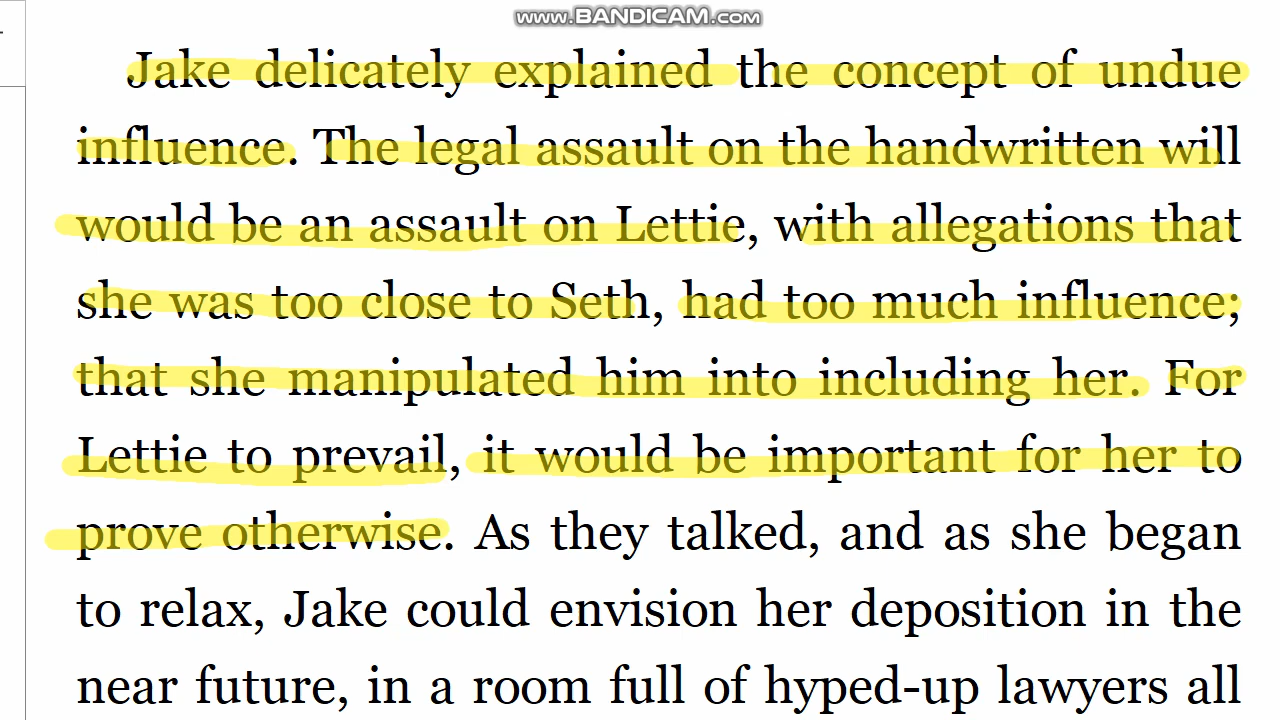 www.BANDICAM.com
Jake delicately explained the concept of undue
influence. The legal assault on the handwritten will
would be an assault on Lettie, with allegations that
she was too close to Seth, had too much influence;
that she manipulated him into including her. For
Lettie to prevail, it would be important for her to
prove otherwise. As they talked, and as she began
to relax, Jake could envision her deposition in the
near future, in a room full of hyped-up lawyers all